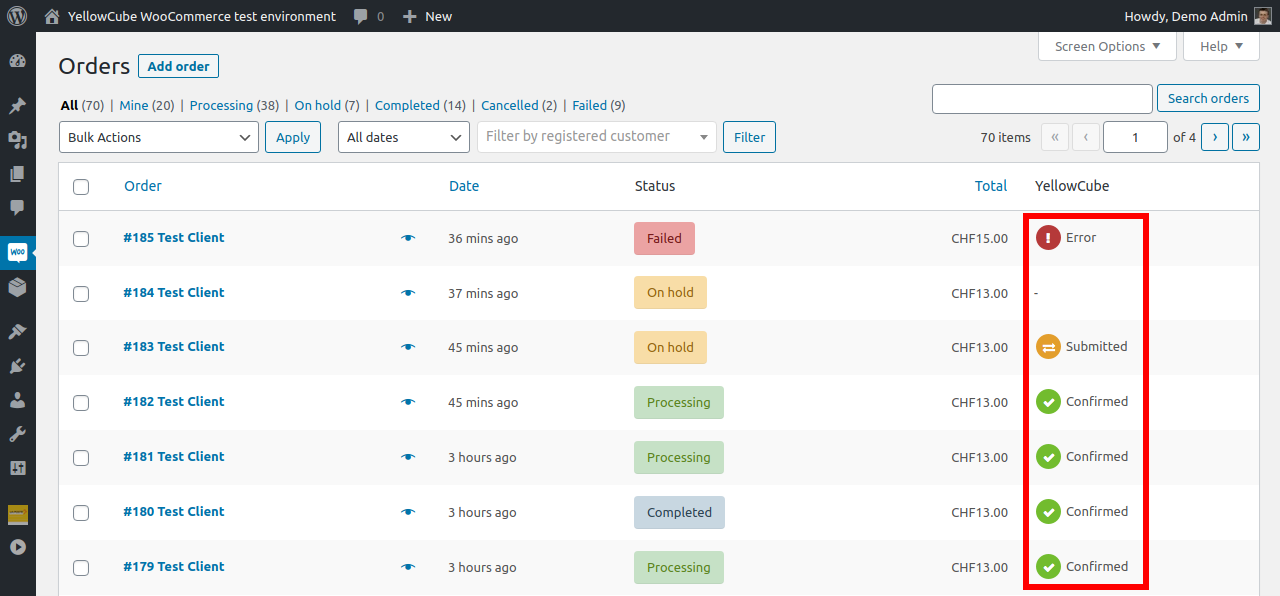 YellowCube WooCommerce test environment 0 New Howdy, Demo Admin
Screen Options Help
Orders Add order
All (70) | Mine (20) | Processing (38) | On hold (7) | Completed (14) | Cancelled (2) | Failed (9)
Search orders
Bulk Actions Apply All dates Filter by registered customer Filter 70 items « ‹ 1 of 4 › »
Order Date Status Total YellowCube
#185 Test Client 36 mins ago Failed CHF15.00 Error
#184 Test Client 37 mins ago On hold CHF13.00 -
#183 Test Client 45 mins ago On hold CHF13.00 Submitted
#182 Test Client 45 mins ago Processing CHF13.00 Confirmed
woo
#181 Test Client 3 hours ago Processing CHF13.00 Confirmed
#180 Test Client 3 hours ago Completed CHF13.00 Confirmed
#179 Test Client 3 hours ago Processing CHF13.00 Confirmed